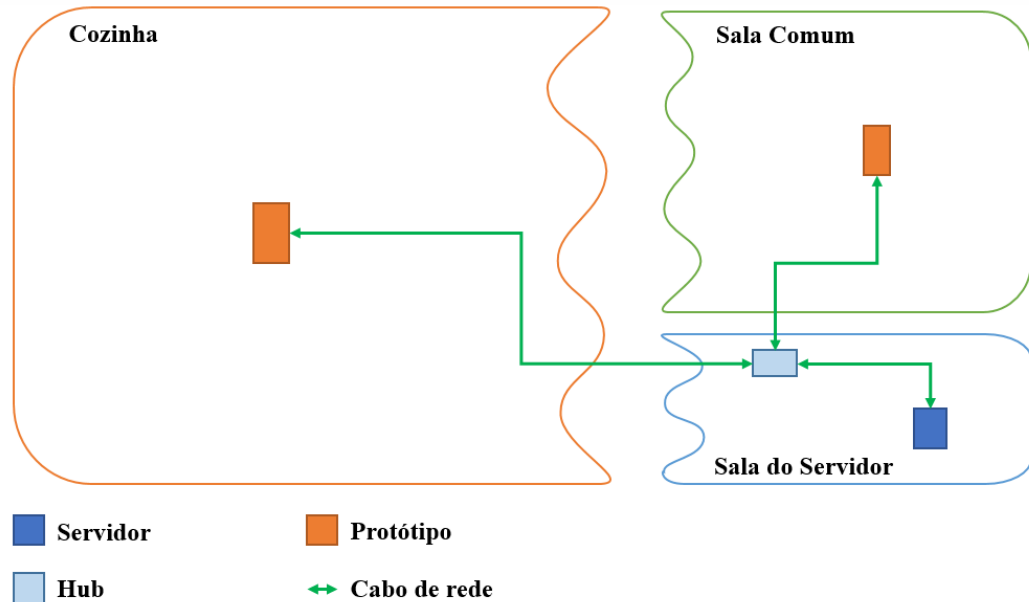 Cozinha
Sala Comum
Sala do Servidor
Servidor
Protótipo
Hub
Cabo de rede